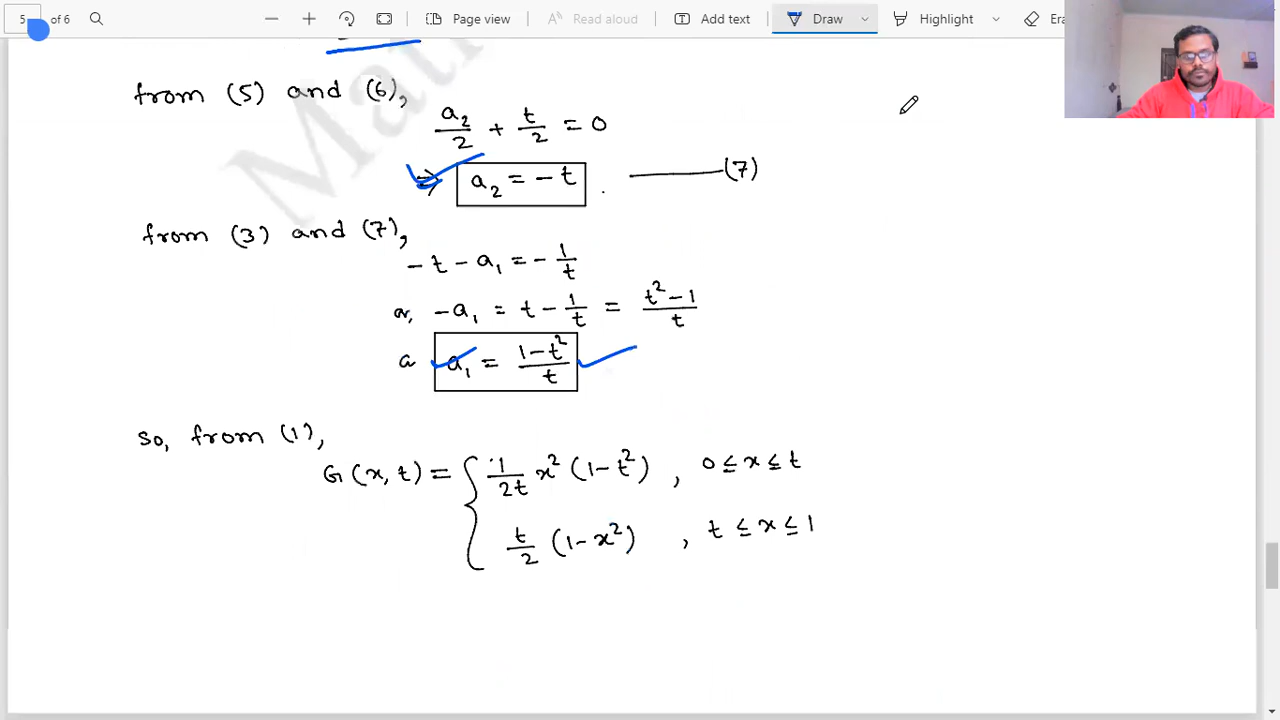 5 of 6 Page view Read aloud Add text Draw Highlight Era
from (5) and (6),
a₂/2 + t/2 = 0
⇒ a₂ = - t . ——— (7)
from (3) and (7),
- t - a₁ = - 1/t
or, - a₁ = t - 1/t = (t² - 1)/t
a a₁ = (1 - t²)/t
so, from (1),
G(x, t) = { 1/2t x² (1 - t²) , 0 ≤ x ≤ t
t/2 (1 - x²) , t ≤ x ≤ 1